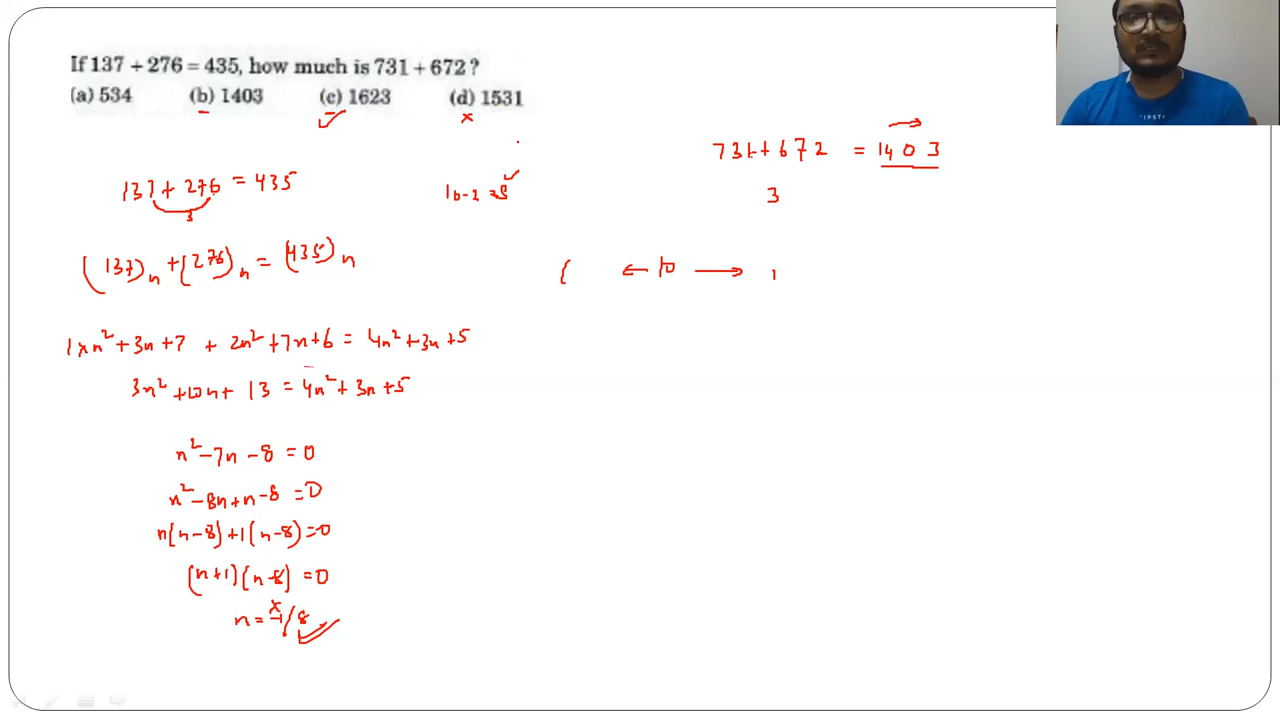 If 137 + 276 = 435, how much is 731 + 672 ?
(a) 534 (b) 1403 (c) 1623 (d) 1531
731 + 672 = 1403
137 + 276 = 435
3
10-2 = 8
3
(137)n + (276)n = (435)n
( ← 10 → 1
1×n² + 3n + 7 + 2n² + 7n + 6 = 4n² + 3n + 5
3n² + 10n + 13 = 4n² + 3n + 5
n² - 7n - 8 = 0
n² - 8n + n - 8 = 0
n(n-8) + 1(n-8) = 0
(n+1)(n-8) = 0
n = -1/8